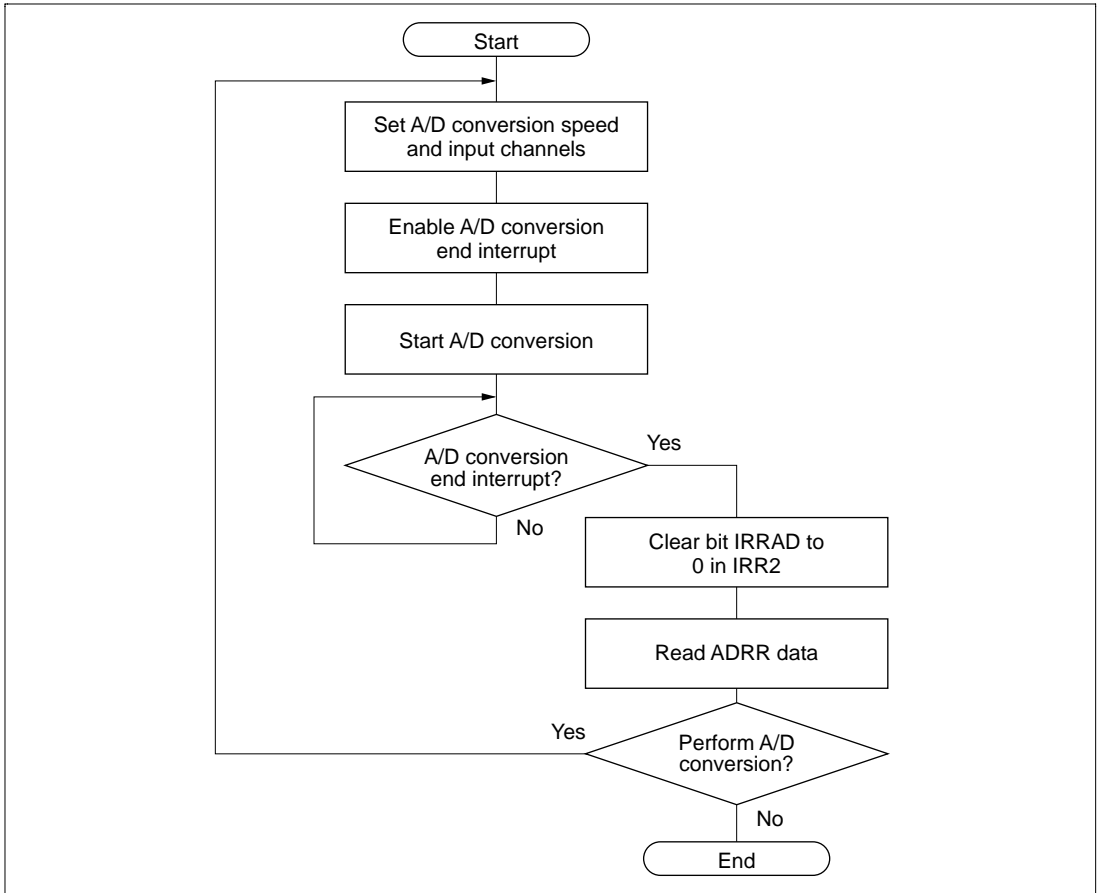 Start
Set A/D conversion speed
and input channels
Enable A/D conversion
end interrupt
Start A/D conversion
A/D conversion
end interrupt?
Yes
No
Clear bit IRRAD to
0 in IRR2
Read ADRR data
Perform A/D
conversion?
Yes
No
End